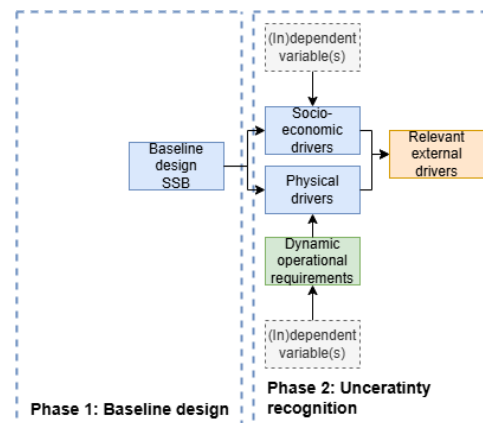 (In)dependent
variable(s)
Socio-
economic
drivers
Baseline
design
SSB
Relevant
external
drivers
Physical
drivers
Dynamic
operational
requirements
(In)dependent
variable(s)
Phase 1: Baseline design
Phase 2: Unceratinty
recognition